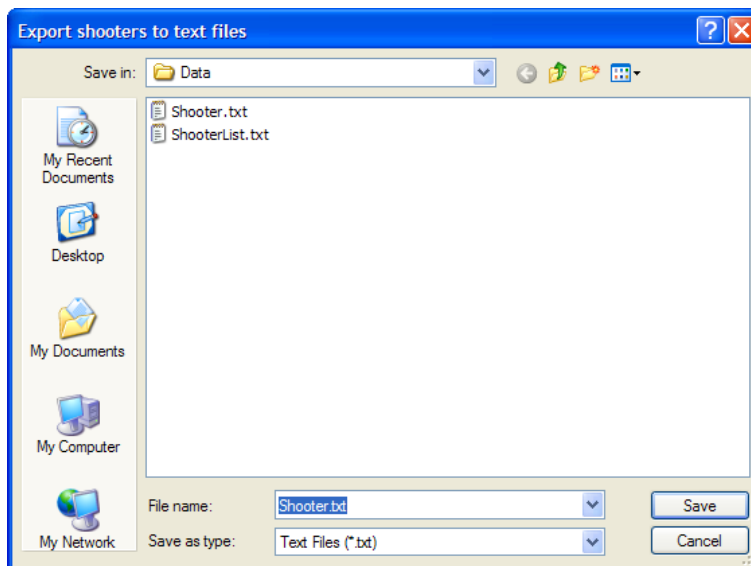 Export shooters to text files
Save in: Data
Shooter.txt
ShooterList.txt
My Recent
Documents
Desktop
My Documents
My Computer
My Network
File name: Shooter.txt Save
Save as type: Text Files (*.txt) Cancel